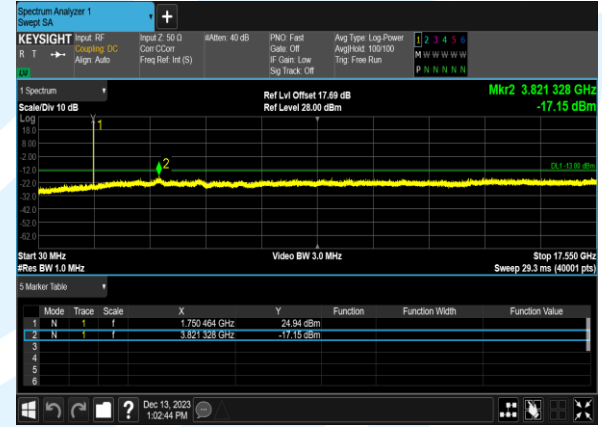 Spectrum Analyzer 1
Swept SA
+
KEYSIGHT Input: RF Input Z: 50 Ω #Atten: 40 dB PNO: Fast Avg Type: Log-Power 1 2 3 4 5 6
R T Coupling: DC Corr CCorr Gate: Off Avg|Hold: 100/100 M W W W W W
Align: Auto Freq Ref: Int (S) IF Gain: Low Trig: Free Run P N N N N N
Sig Track: Off
1 Spectrum Ref Lvl Offset 17.69 dB Mkr2 3.821 328 GHz
Scale/Div 10 dB Ref Level 28.00 dBm -17.15 dBm
Log
18.0
1
8.00
-2.00
2
DL1 -13.00 dBm
-12.0
-22.0
-32.0
-42.0
-52.0
-62.0
Start 30 MHz Video BW 3.0 MHz Stop 17.550 GHz
#Res BW 1.0 MHz Sweep 29.3 ms (40001 pts)
5 Marker Table
Mode Trace Scale X Y Function Function Width Function Value
1 N 1 f 1.750 464 GHz 24.94 dBm
2 N 1 f 3.821 328 GHz -17.15 dBm
3
4
5
6
? Dec 13, 2023
1:02:44 PM